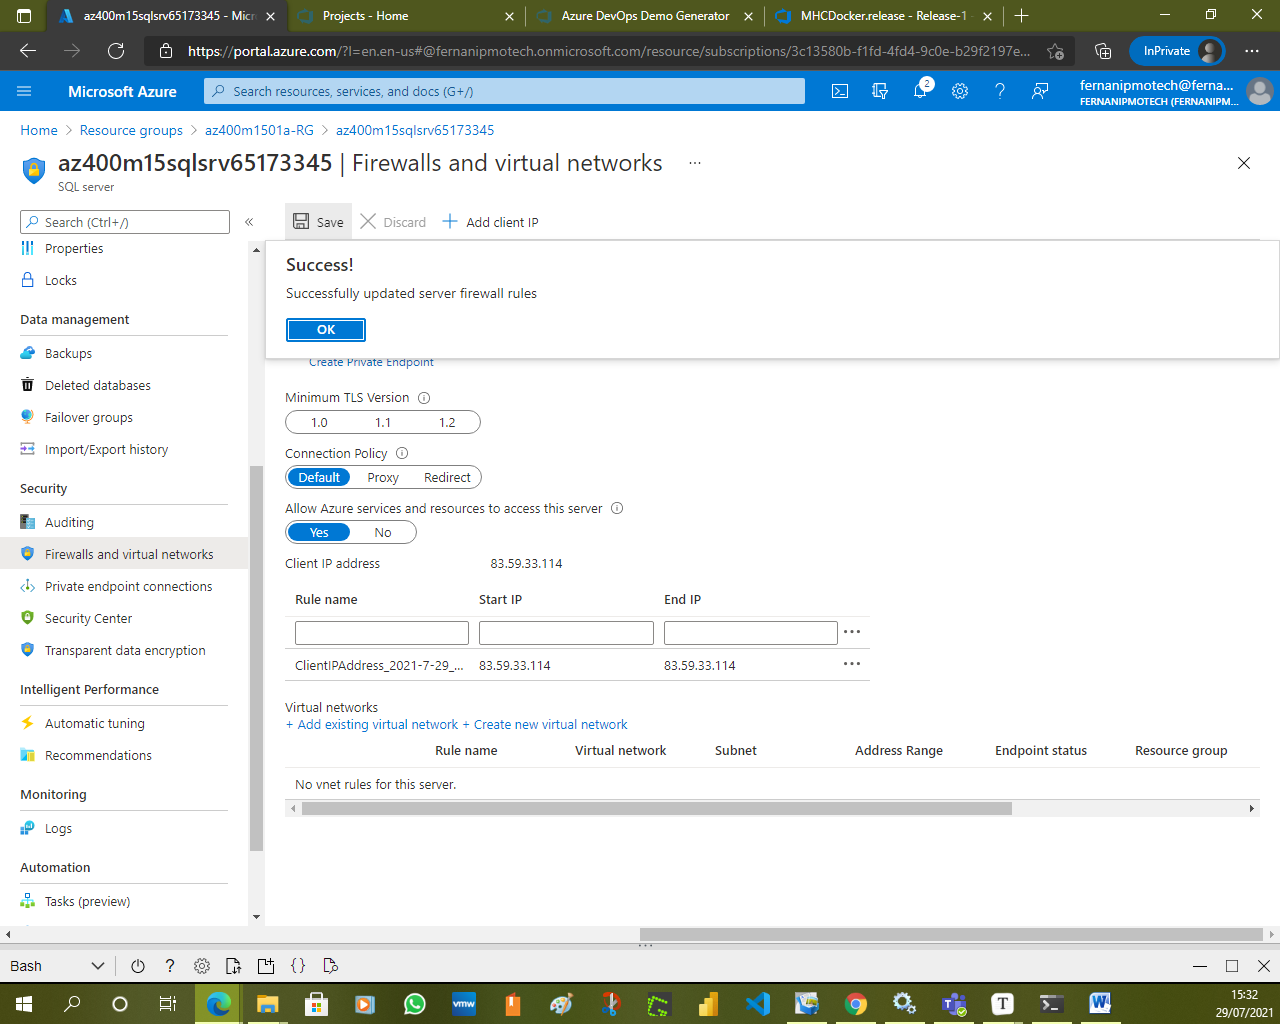 az400m15sqlsrv65173345 - Micr
Projects - Home
Azure DevOps Demo Generator
MHCDocker.release - Release-1 -
https://portal.azure.com/?l=en.en-us#@fernanipmotech.onmicrosoft.com/resource/subscriptions/3c13580b-f1fd-4fd4-9c0e-b29f2197e...
InPrivate
Microsoft Azure
Search resources, services, and docs (G+/)
2
fernanipmotech@ferna...
FERNANIPMOTECH (FERNANIPM...
Home > Resource groups > az400m1501a-RG > az400m15sqlsrv65173345
az400m15sqlsrv65173345 | Firewalls and virtual networks ...
SQL server
Search (Ctrl+/)
«
Save
Discard
Add client IP
Success!
Successfully updated server firewall rules
OK
Properties
Locks
Data management
Backups
Deleted databases
Failover groups
Import/Export history
Security
Auditing
Firewalls and virtual networks
Private endpoint connections
Security Center
Transparent data encryption
Intelligent Performance
Automatic tuning
Recommendations
Monitoring
Logs
Automation
Tasks (preview)
Create Private Endpoint
Minimum TLS Version
1.0 1.1 1.2
Connection Policy
Default Proxy Redirect
Allow Azure services and resources to access this server
Yes No
Client IP address 83.59.33.114
Rule name Start IP End IP
ClientIPAddress_2021-7-29_... 83.59.33.114 83.59.33.114
Virtual networks
+ Add existing virtual network + Create new virtual network
Rule name Virtual network Subnet Address Range Endpoint status Resource group
No vnet rules for this server.
Bash
?
{}
vmw
T
15:32
29/07/2021